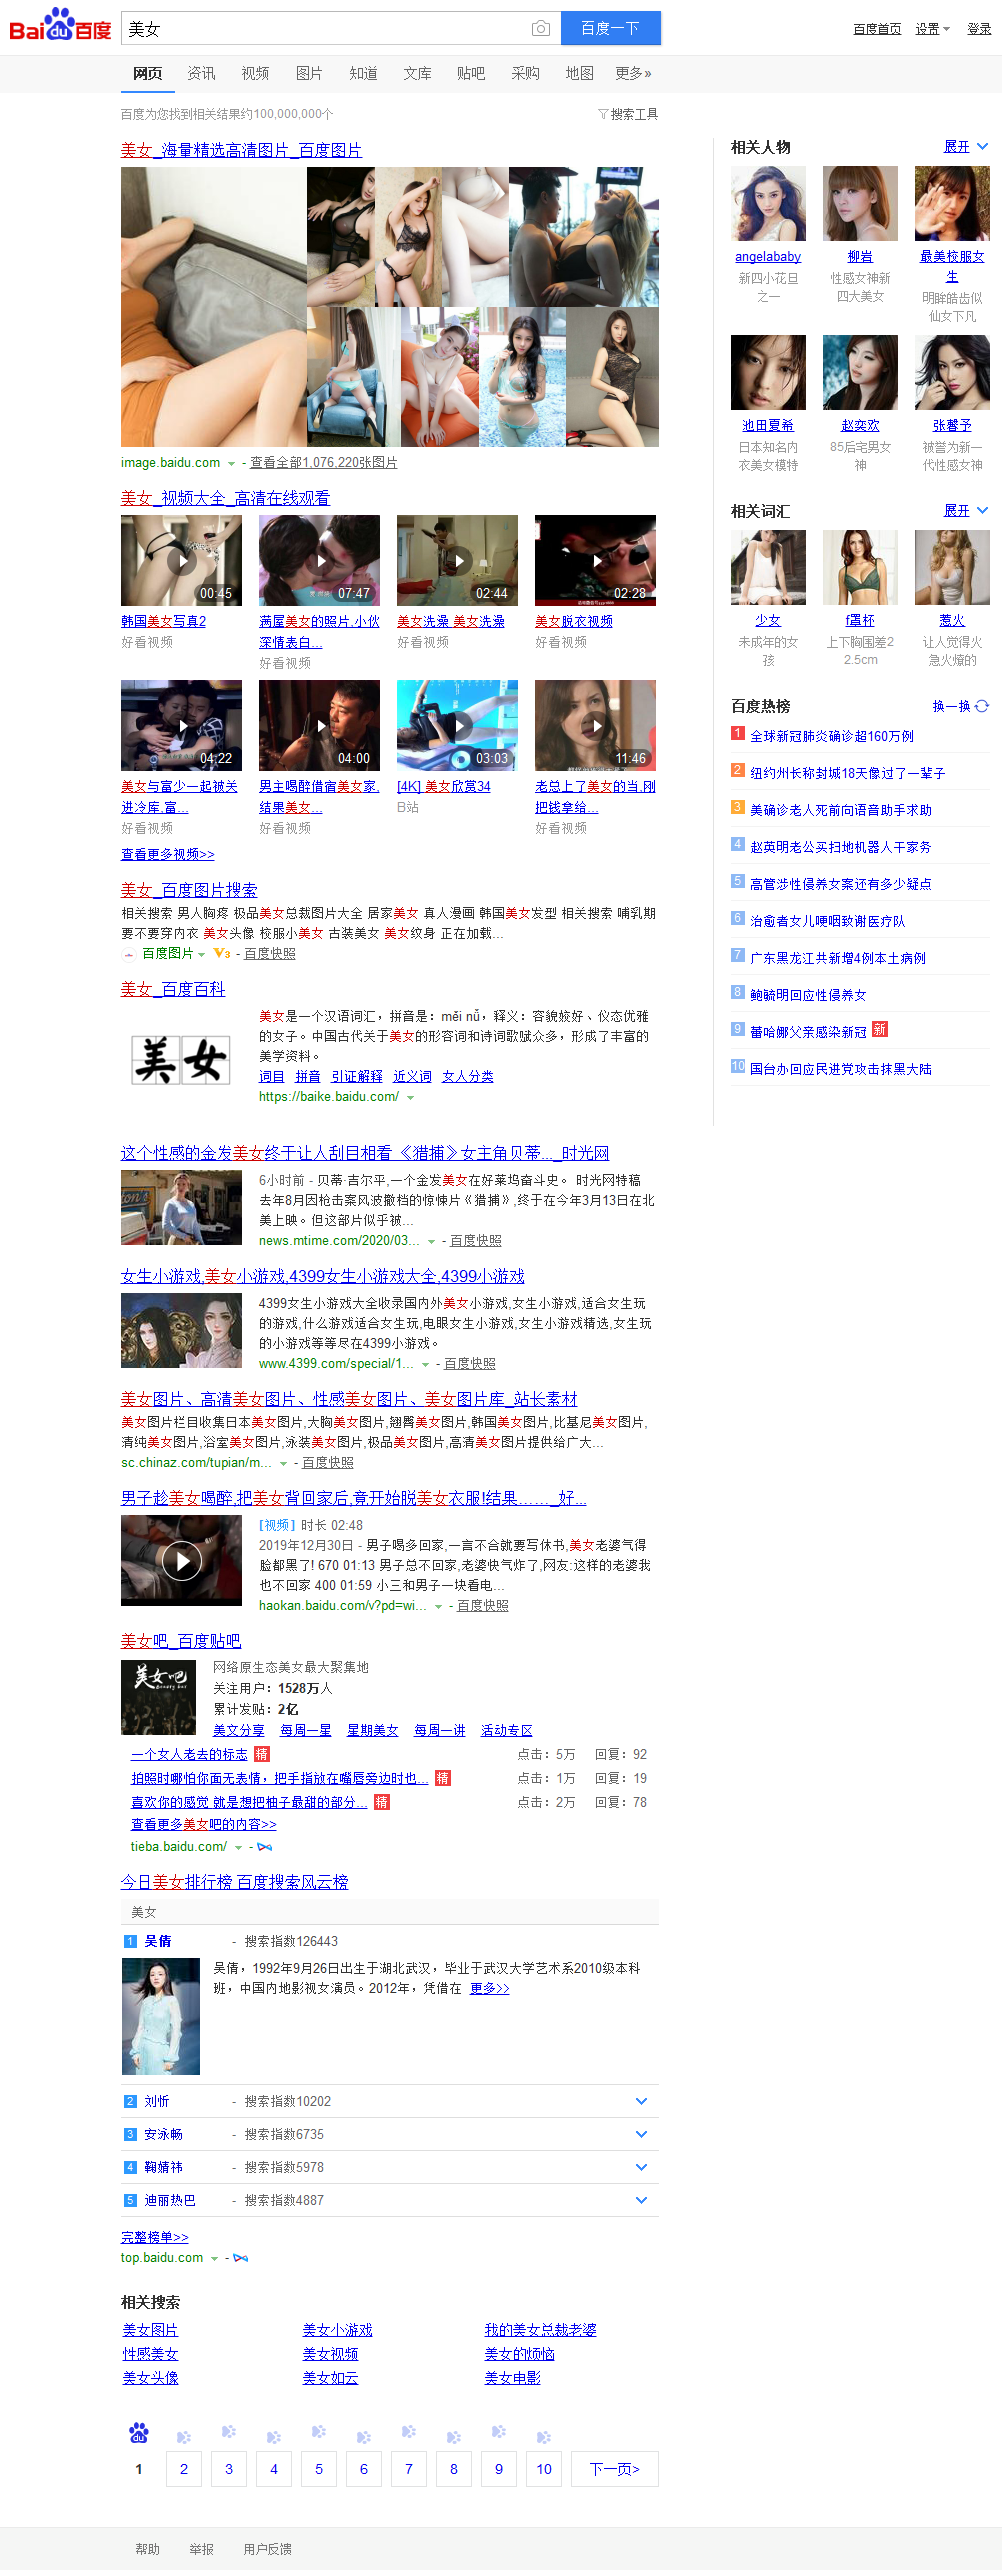 Bai du 百度
美女
百度一下
百度首页 设置 登录
网页 资讯 视频 图片 知道 文库 贴吧 采购 地图 更多»
百度为您找到相关结果约100,000,000个
搜索工具
美女_海量精选高清图片_百度图片
image.baidu.com - 查看全部1,076,220张图片
美女_视频大全_高清在线观看
00:45
07:47
02:44
02:28
韩国美女写真2
好看视频
满屋美女的照片,小伙深情表白...
好看视频
美女洗澡 美女洗澡
好看视频
美女脱衣视频
好看视频
04:22
04:00
03:03
11:46
美女与富少一起被关进冷库,富...
好看视频
男主喝醉借宿美女家,结果美女...
好看视频
[4K] 美女欣赏34
B站
老总上了美女的当,刚把钱拿给...
好看视频
查看更多视频>>
美女_百度图片搜索
相关搜索 男人胸疼 极品美女总裁图片大全 居家美女 真人漫画 韩国美女发型 相关搜索 哺乳期
要不要穿内衣 美女头像 校服小美女 古装美女 美女纹身 正在加载...
百度图片 V3 - 百度快照
美女_百度百科
美女
美女是一个汉语词汇，拼音是：měi nǚ，释义：容貌姣好、仪态优雅
的女子。中国古代关于美女的形容词和诗词歌赋众多，形成了丰富的
美学资料。
词目 拼音 引证解释 近义词 女人分类
https://baike.baidu.com/
这个性感的金发美女终于让人刮目相看《猎捕》女主角贝蒂..._时光网
6小时前 - 贝蒂·吉尔平,一个金发美女在好莱坞奋斗史。 时光网特稿
去年8月因枪击案风波撤档的惊悚片《猎捕》,终于在今年3月13日在北
美上映。但这部片似乎被...
news.mtime.com/2020/03... - 百度快照
女生小游戏,美女小游戏,4399女生小游戏大全,4399小游戏
4399女生小游戏大全收录国内外美女小游戏,女生小游戏,适合女生玩
的游戏,什么游戏适合女生玩,电眼女生小游戏,女生小游戏精选,女生玩
的小游戏等等尽在4399小游戏。
www.4399.com/special/1... - 百度快照
美女图片、高清美女图片、性感美女图片、美女图片库_站长素材
美女图片栏目收集日本美女图片,大胸美女图片,翘臀美女图片,韩国美女图片,比基尼美女图片,
清纯美女图片,浴室美女图片,泳装美女图片,极品美女图片,高清美女图片提供给广大...
sc.chinaz.com/tupian/m... - 百度快照
男子趁美女喝醉,把美女背回家后,竟开始脱美女衣服!结果……_好...
[视频] 时长 02:48
2019年12月30日 - 男子喝多回家,一言不合就要写休书,美女老婆气得
脸都黑了! 670 01:13 男子总不回家,老婆快气炸了,网友:这样的老婆我
也不回家 400 01:59 小三和男子一块看电...
haokan.baidu.com/v?pd=wi... - 百度快照
美女吧_百度贴吧
美女吧
网络原生态美女最大聚集地
关注用户：1528万人
累计发贴：2亿
美文分享 每周一星 星期美女 每周一讲 活动专区
一个女人老去的标志 精 点击：5万 回复：92
拍照时哪怕你面无表情，把手指放在嘴唇旁边时也... 精 点击：1万 回复：19
喜欢你的感觉 就是想把柚子最甜的部分... 精 点击：2万 回复：78
查看更多美女吧的内容>>
tieba.baidu.com/ -
今日美女排行榜 百度搜索风云榜
美女
1 吴倩 - 搜索指数126443
吴倩，1992年9月26日出生于湖北武汉，毕业于武汉大学艺术系2010级本科
班，中国内地影视女演员。2012年，凭借在 更多>>
2 刘忻 - 搜索指数10202
3 安泳畅 - 搜索指数6735
4 鞠婧祎 - 搜索指数5978
5 迪丽热巴 - 搜索指数4887
完整榜单>>
top.baidu.com -
相关搜索
美女图片 美女小游戏 我的美女总裁老婆
性感美女 美女视频 美女的烦恼
美女头像 美女如云 美女电影
1 2 3 4 5 6 7 8 9 10 下一页>
帮助 举报 用户反馈
相关人物 展开
angelababy
新四小花旦之一
柳岩
性感女神新四大美女
最美校服女生
明眸皓齿似仙女下凡
池田夏希
日本知名内衣美女模特
赵奕欢
85后宅男女神
张馨予
被誉为新一代性感女神
相关词汇 展开
少女
未成年的女孩
f罩杯
上下胸围差22.5cm
惹火
让人觉得火急火燎的
百度热榜 换一换
1 全球新冠肺炎确诊超160万例
2 纽约州长称封城18天像过了一辈子
3 美确诊老人死前向语音助手求助
4 赵英明老公买扫地机器人干家务
5 高管涉性侵养女案还有多少疑点
6 治愈者女儿哽咽致谢医疗队
7 广东黑龙江共新增4例本土病例
8 鲍毓明回应性侵养女
9 蕾哈娜父亲感染新冠 新
10 国台办回应民进党攻击抹黑大陆